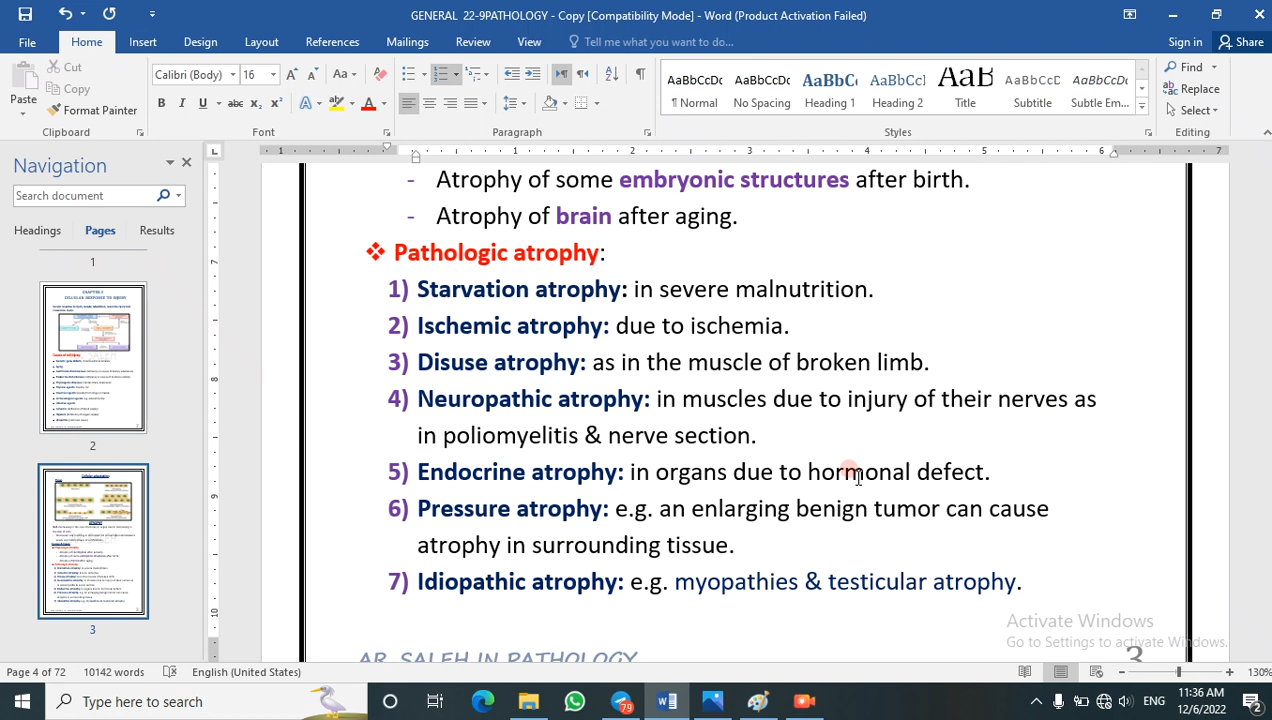 GENERAL 22-9PATHOLOGY - Copy [Compatibility Mode] - Word (Product Activation Failed)
File Home Insert Design Layout References Mailings Review View Tell me what you want to do... Sign in Share
Paste Cut Copy Format Painter
Calibri (Body) 16
AaBbCcDc AaBbCcDc AaBbC AaBbCcI AaB AaBbCcD AaBbCcDc
¶ Normal No Spacing Heading 1 Heading 2 Title Subtitle Subtle Em...
Find Replace Select
Clipboard Font Paragraph Styles Editing
Navigation
Search document
Headings Pages Results
1
2
3
- Atrophy of some embryonic structures after birth.
- Atrophy of brain after aging.
❖ Pathologic atrophy:
1) Starvation atrophy: in severe malnutrition.
2) Ischemic atrophy: due to ischemia.
3) Disuse atrophy: as in the muscle of broken limb.
4) Neuropathic atrophy: in muscles due to injury of their nerves as
in poliomyelitis & nerve section.
5) Endocrine atrophy: in organs due to hormonal defect.
6) Pressure atrophy: e.g. an enlarging benign tumor can cause
atrophy in surrounding tissue.
7) Idiopathic atrophy: e.g. myopathies & testicular atrophy.
Activate Windows
Go to Settings to activate Windows.
AR_SALEH IN PATHOLOGY
3
Page 4 of 72 10142 words English (United States) 130%
Type here to search
79
ENG
11:36 AM
12/6/2022
2